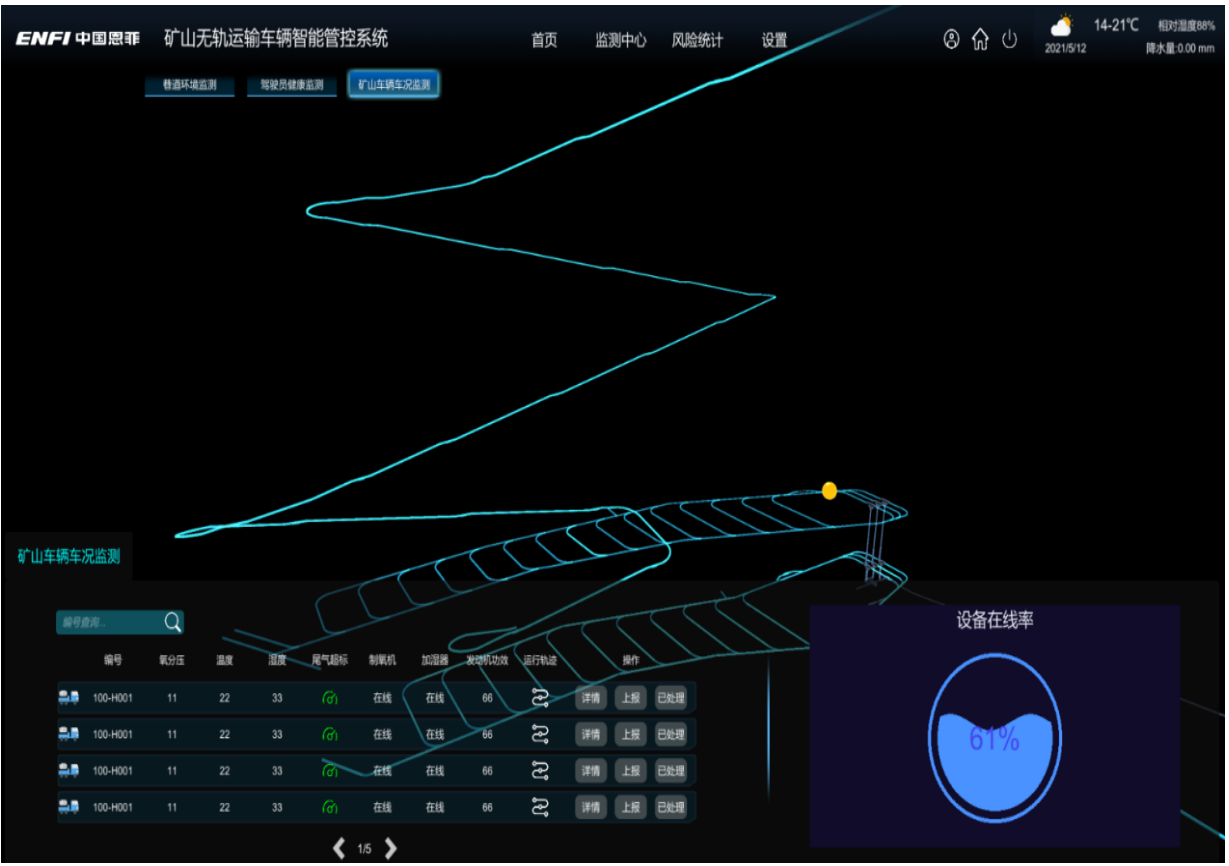 ENFI 中国恩菲 矿山无轨运输车辆智能管控系统 首页 监测中心 风险统计 设置 14-21℃ 相对湿度88%
2021/5/12 降水量:0.00 mm
巷道环境监测 驾驶员健康监测 矿山车辆车况监测
矿山车辆车况监测
编号查询...
设备在线率
编号 氧分压 温度 湿度 尾气超标 制氧机 加湿器 发动机功效 运行轨迹 操作
100-H001 11 22 33 在线 在线 66 详情 上报 已处理
100-H001 11 22 33 在线 在线 66 详情 上报 已处理
100-H001 11 22 33 在线 在线 66 详情 上报 已处理
100-H001 11 22 33 在线 在线 66 详情 上报 已处理
61%
1/5